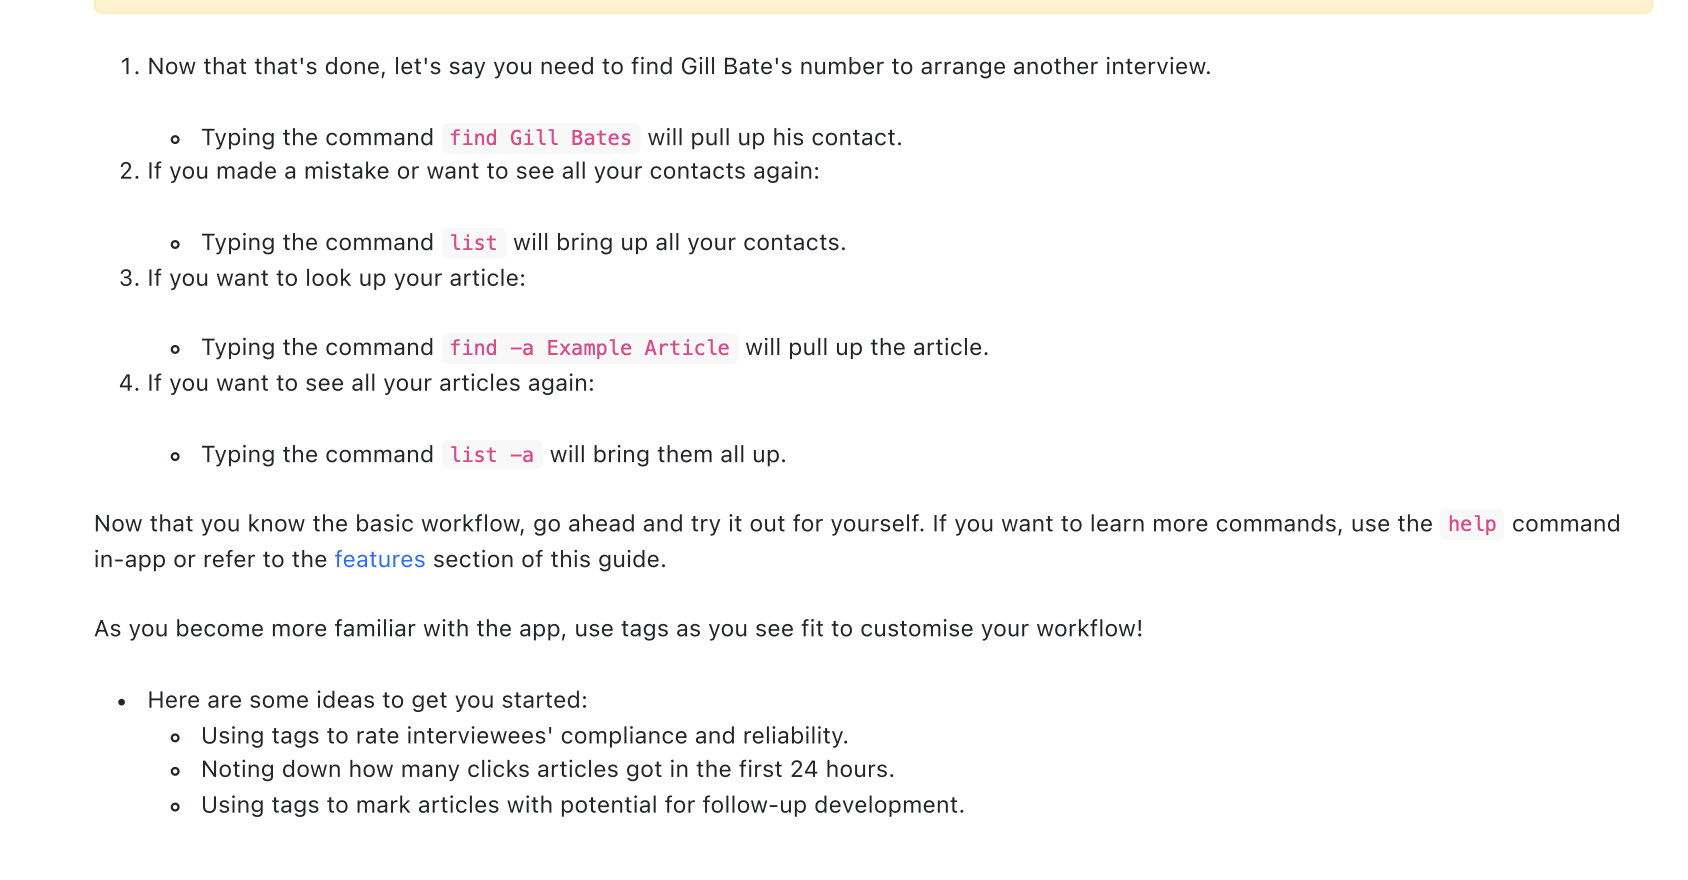 1. Now that that's done, let's say you need to find Gill Bate's number to arrange another interview.
Typing the command find Gill Bates will pull up his contact.
2. If you made a mistake or want to see all your contacts again:
Typing the command list will bring up all your contacts.
3. If you want to look up your article:
Typing the command find -a Example Article will pull up the article.
4. If you want to see all your articles again:
Typing the command list -a will bring them all up.
Now that you know the basic workflow, go ahead and try it out for yourself. If you want to learn more commands, use the help command
in-app or refer to the features section of this guide.
As you become more familiar with the app, use tags as you see fit to customise your workflow!
Here are some ideas to get you started:
Using tags to rate interviewees' compliance and reliability.
Noting down how many clicks articles got in the first 24 hours.
Using tags to mark articles with potential for follow-up development.